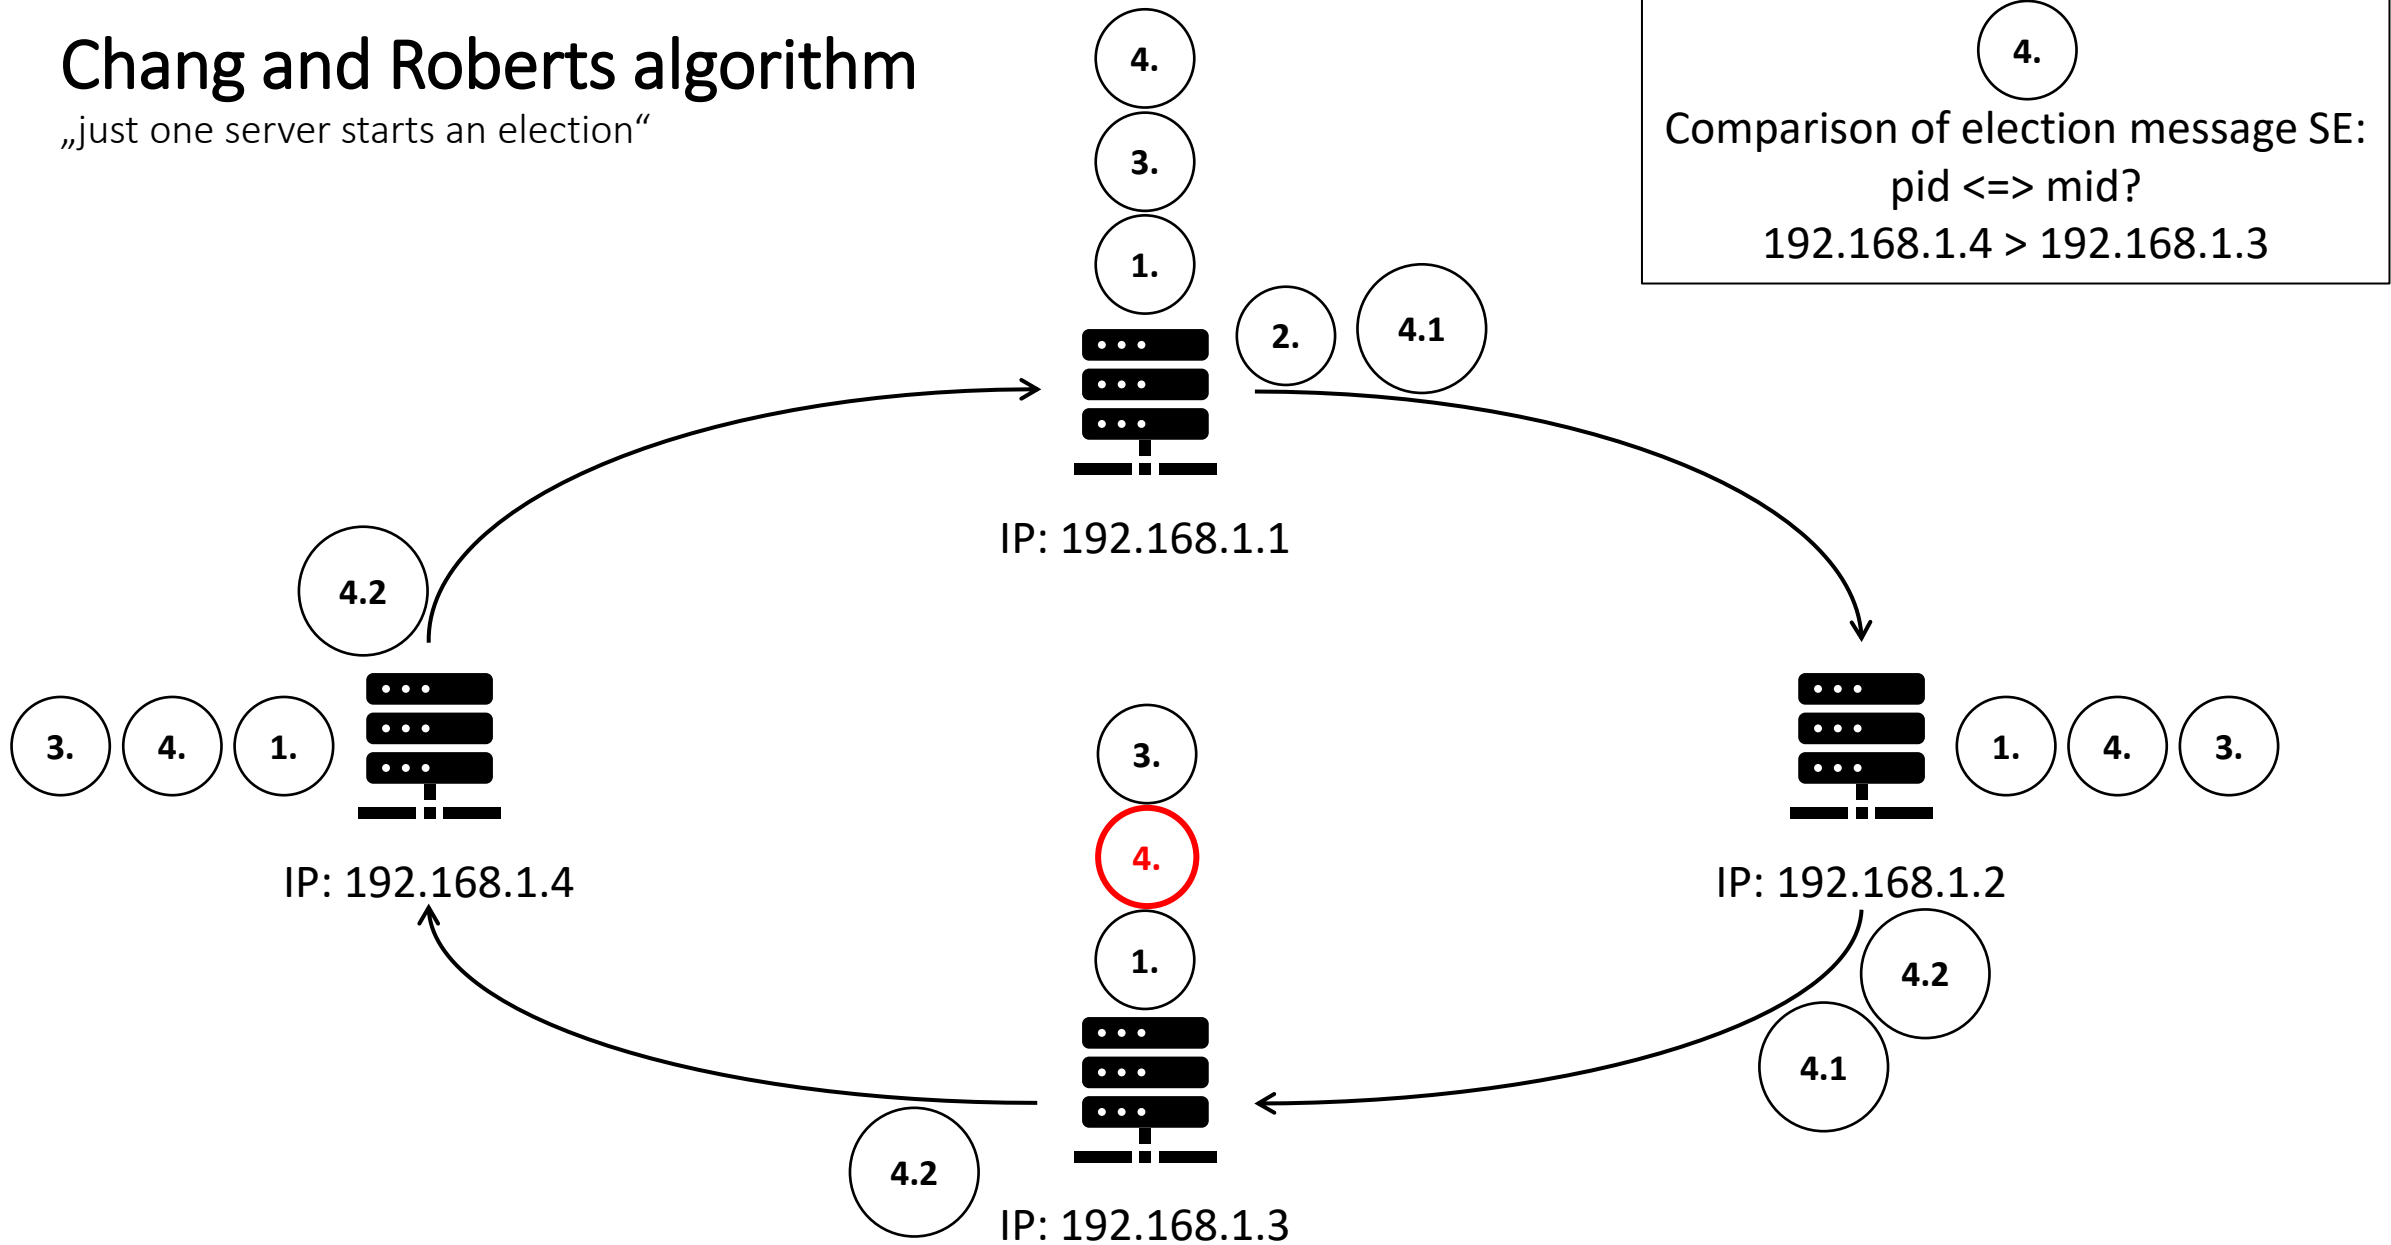 Chang and Roberts algorithm
„just one server starts an election“
4.
3.
1.
2.
4.1
4.
Comparison of election message SE:
pid <=> mid?
192.168.1.4 > 192.168.1.3
IP: 192.168.1.1
4.2
3.
4.
1.
IP: 192.168.1.4
3.
4.
1.
4.2
IP: 192.168.1.3
1.
4.
3.
IP: 192.168.1.2
4.2
4.1